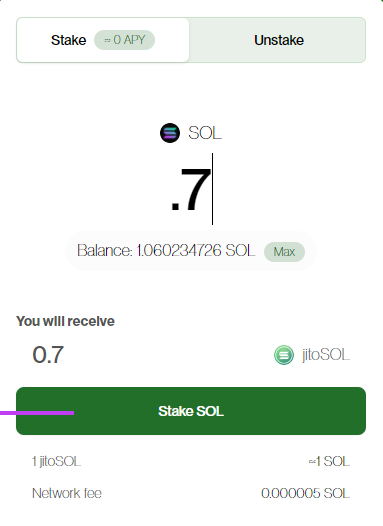 Stake ≈ 0 APY Unstake
SOL
.7
Balance: 1.060234726 SOL Max
You will receive
0.7 jitoSOL
Stake SOL
1 jitoSOL ≈1 SOL
Network fee 0.000005 SOL